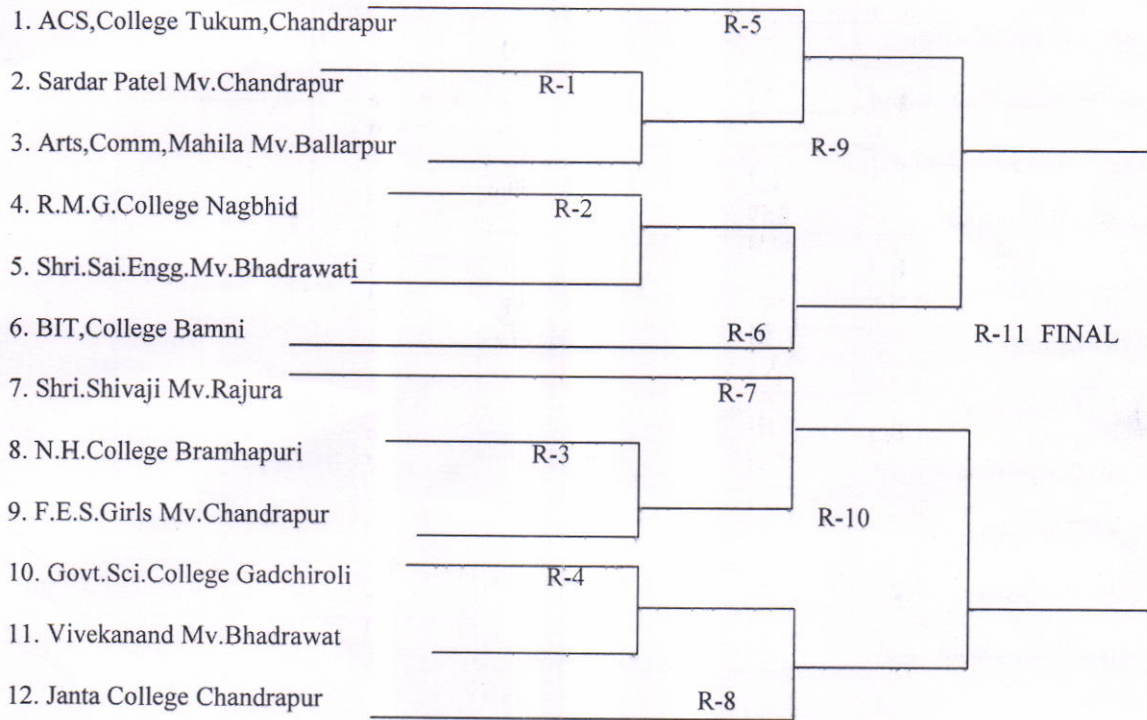 1. ACS,College Tukum,Chandrapur
R-5
2. Sardar Patel Mv.Chandrapur
R-1
3. Arts,Comm,Mahila Mv.Ballarpur
R-9
4. R.M.G.College Nagbhid
R-2
5. Shri.Sai.Engg.Mv.Bhadrawati
6. BIT,College Bamni
R-6
R-11 FINAL
7. Shri.Shivaji Mv.Rajura
R-7
8. N.H.College Bramhapuri
R-3
9. F.E.S.Girls Mv.Chandrapur
R-10
10. Govt.Sci.College Gadchiroli
R-4
11. Vivekanand Mv.Bhadrawat
12. Janta College Chandrapur
R-8